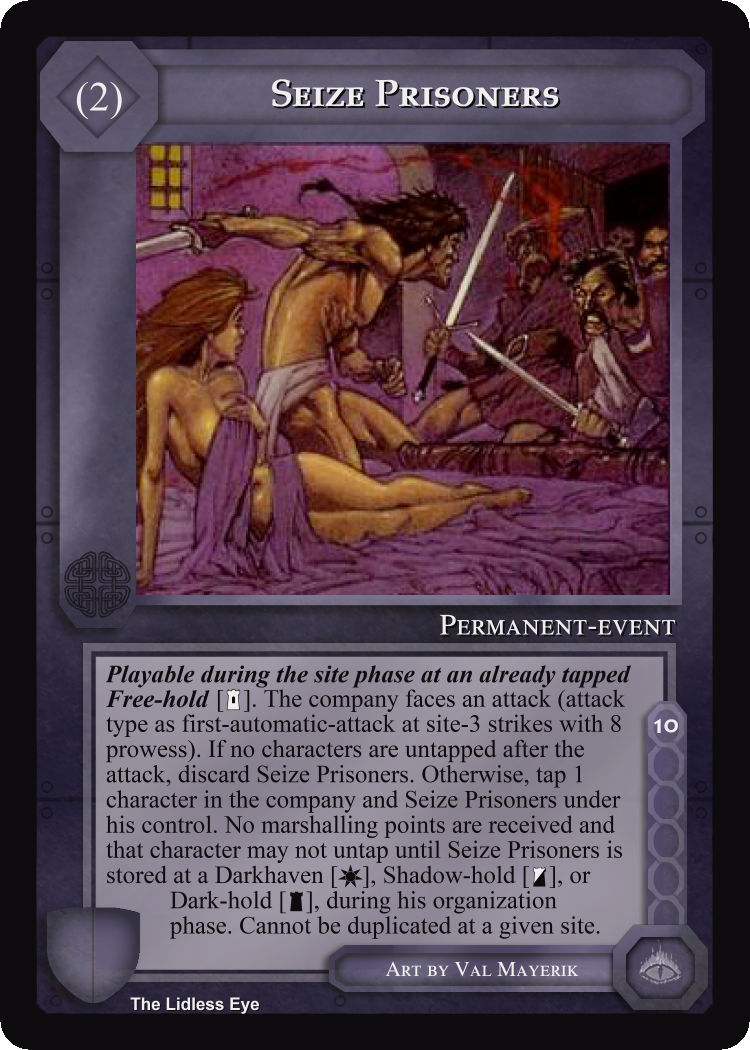 (2)
Seize Prisoners
Permanent-event
Playable during the site phase at an already tapped
Free-hold [ ]. The company faces an attack (attack
type as first-automatic-attack at site-3 strikes with 8
prowess). If no characters are untapped after the
attack, discard Seize Prisoners. Otherwise, tap 1
character in the company and Seize Prisoners under
his control. No marshalling points are received and
that character may not untap until Seize Prisoners is
stored at a Darkhaven [ ], Shadow-hold [ ], or
Dark-hold [ ], during his organization
phase. Cannot be duplicated at a given site.
10
Art by Val Mayerik
The Lidless Eye